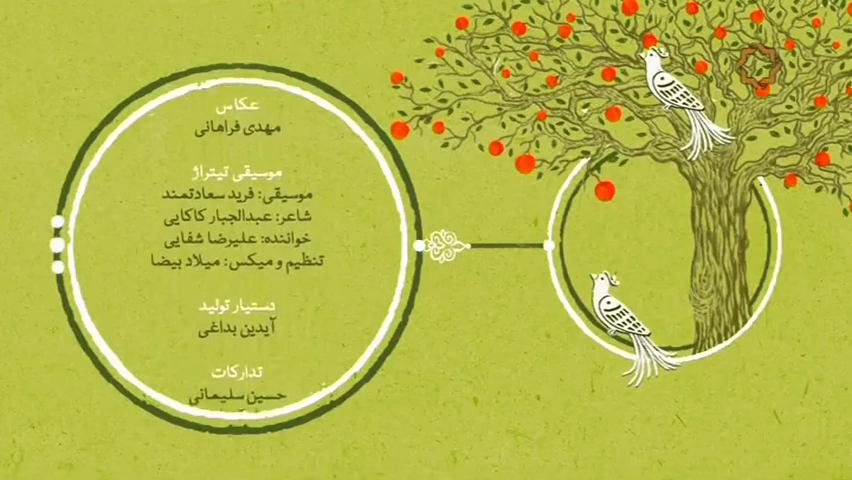 عکاس
مهدی فراهانی
موسیقی تیتراژ
موسیقی: فرید سعادتمند
شاعر: عبدالجبار کاکایی
خواننده: علیرضا شفایی
تنظیم و میکس: میلاد بیضا
دستیار تولید
آیدین بداغی
تدارکات
حسین سلیمانی